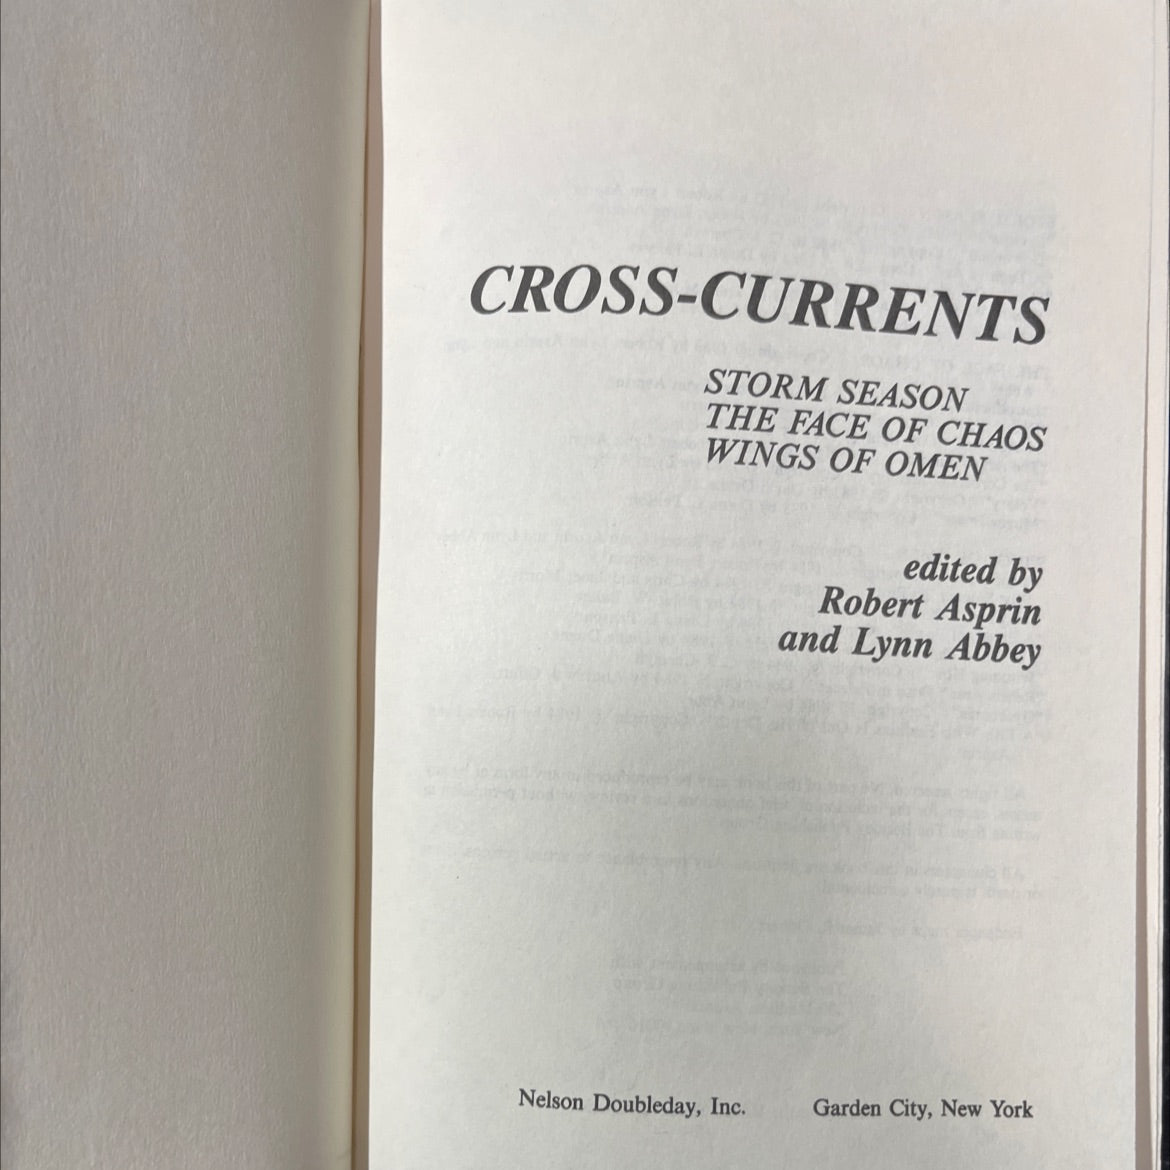 CROSS-CURRENTS
STORM SEASON
THE FACE OF CHAOS
WINGS OF OMEN
edited by
Robert Asprin
and Lynn Abbey
Nelson Doubleday, Inc. Garden City, New York